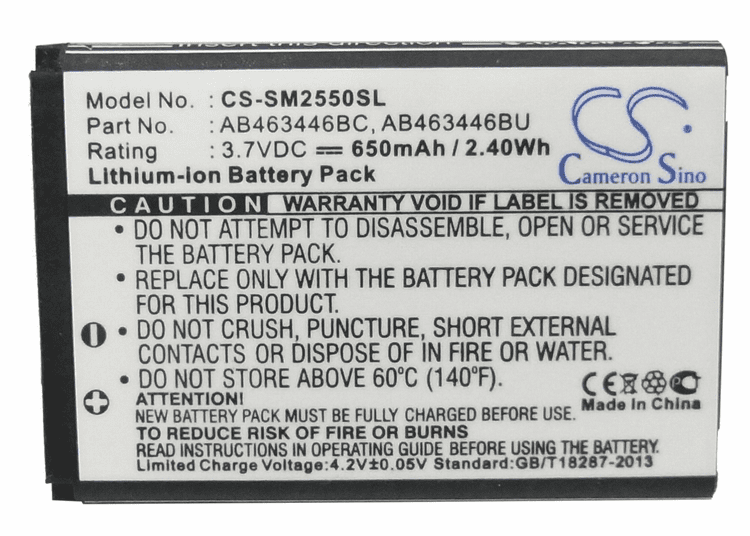 Model No. : CS-SM2550SL
Part No. : AB463446BC, AB463446BU
Rating : 3.7VDC ⎓ 650mAh / 2.40Wh
Lithium-ion Battery Pack
CS
Cameron Sino
CAUTION WARRANTY VOID IF LABEL IS REMOVED
• DO NOT ATTEMPT TO DISASSEMBLE, OPEN OR SERVICE
THE BATTERY PACK.
• REPLACE ONLY WITH THE BATTERY PACK DESIGNATED
FOR THIS PRODUCT.
• DO NOT CRUSH, PUNCTURE, SHORT EXTERNAL
CONTACTS OR DISPOSE OF IN FIRE OR WATER.
• DO NOT STORE ABOVE 60°C (140°F).
CE
Made In China
ATTENTION!
NEW BATTERY PACK MUST BE FULLY CHARGED BEFORE USE.
TO REDUCE RISK OF FIRE OR BURNS
READ INSTRUCTIONS IN OPERATING GUIDE BEFORE USING THE BATTERY.
Limited Charge Voltage:4.2V±0.05V Standard:GB/T18287-2013